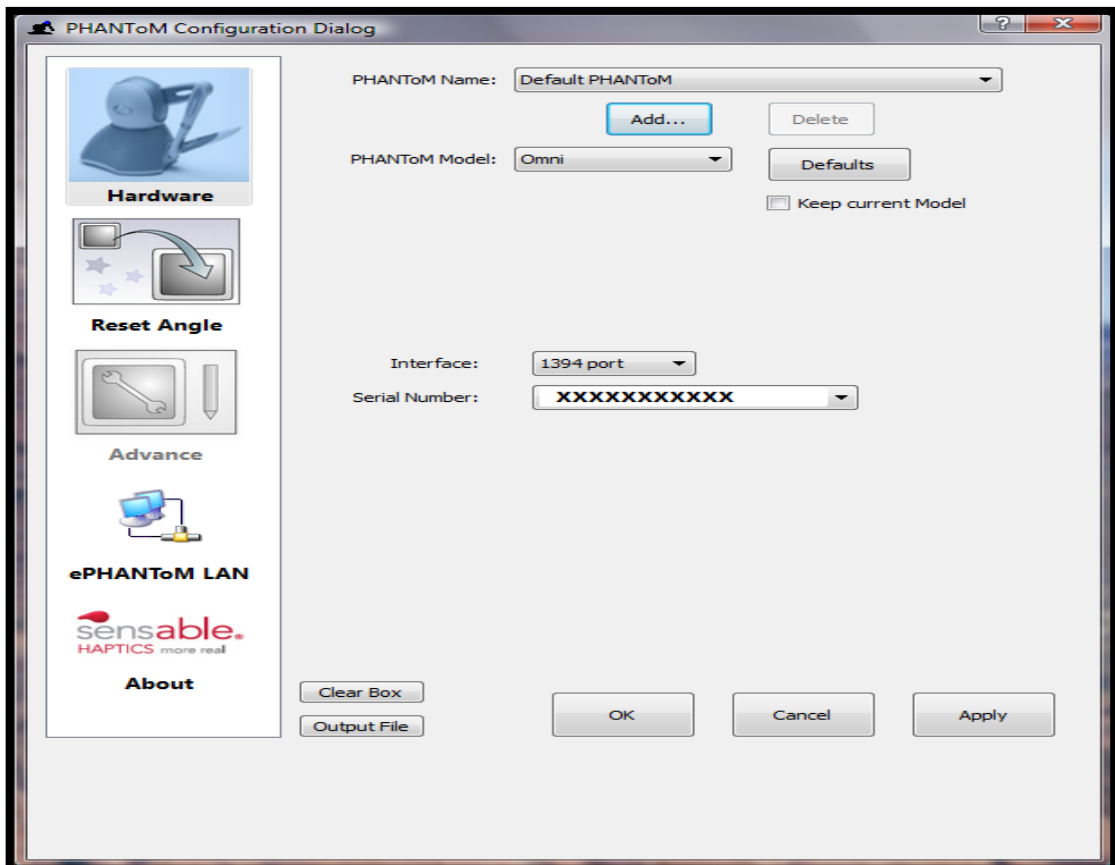 PHANToM Configuration Dialog
PHANToM Name: Default PHANToM
Add... Delete
PHANToM Model: Omni Defaults
Keep current Model
Hardware
Reset Angle
Interface: 1394 port
Serial Number: XXXXXXXXXXX
Advance
ePHANToM LAN
sensable.
HAPTICS more real
About
Clear Box
Output File
OK Cancel Apply